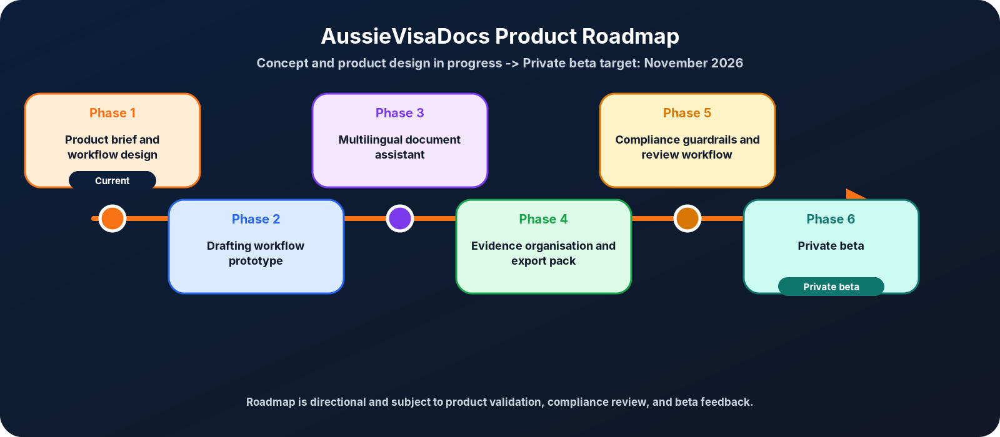 AussieVisaDocs Product Roadmap
Concept and product design in progress -> Private beta target: November 2026
Phase 1
Product brief and
workflow design
Current
Phase 2
Drafting workflow
prototype
Phase 3
Multilingual document
assistant
Phase 4
Evidence organisation and
export pack
Phase 5
Compliance guardrails and
review workflow
Phase 6
Private beta
Private beta
Roadmap is directional and subject to product validation, compliance review, and beta feedback.